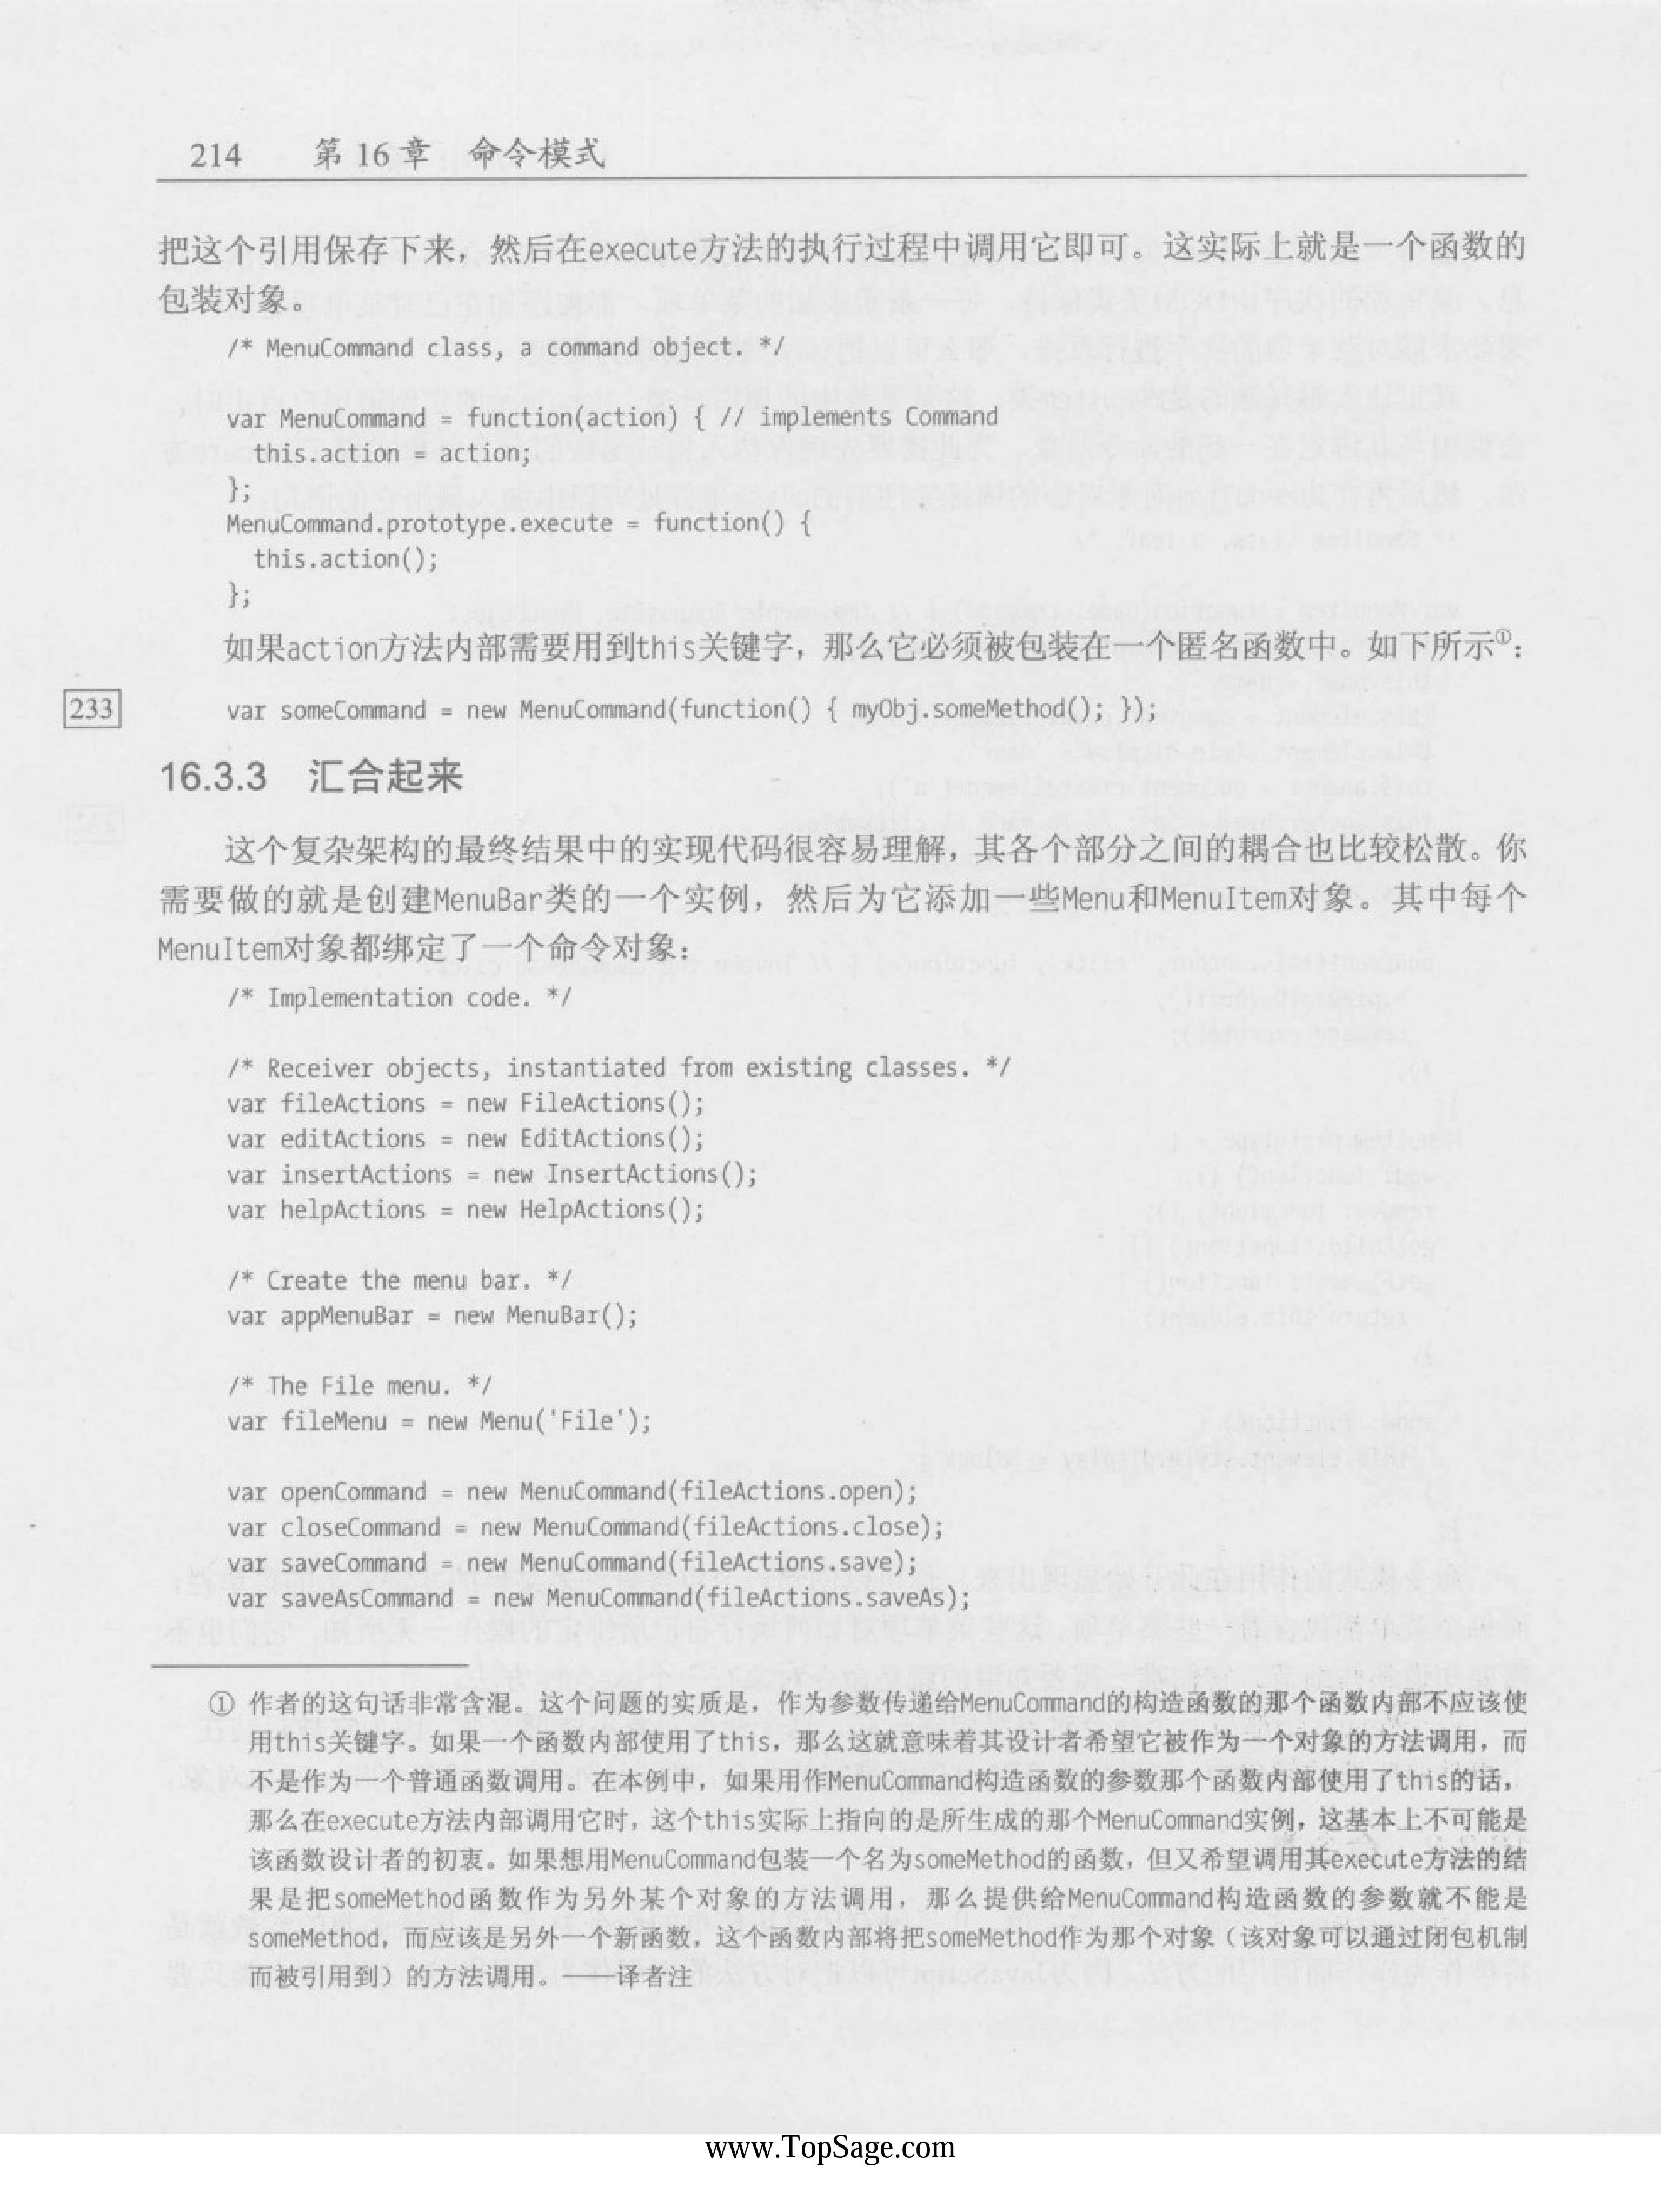 214 第 16 章 命令模式
把这个引用保存下来，然后在execute方法的执行过程中调用它即可。这实际上就是一个函数的
包装对象。
/* MenuCommand class, a command object. */
var MenuCommand = function(action) { // implements Command
  this.action = action;
};
MenuCommand.prototype.execute = function() {
  this.action();
};
如果action方法内部需要用到this关键字，那么它必须被包装在一个匿名函数中。如下所示①：
233
var someCommand = new MenuCommand(function() { myObj.someMethod(); });
16.3.3 汇合起来
这个复杂架构的最终结果中的实现代码很容易理解，其各个部分之间的耦合也比较松散。你
需要做的就是创建MenuBar类的一个实例，然后为它添加一些Menu和MenuItem对象。其中每个
MenuItem对象都绑定了一个命令对象：
/* Implementation code. */
/* Receiver objects, instantiated from existing classes. */
var fileActions = new FileActions();
var editActions = new EditActions();
var insertActions = new InsertActions();
var helpActions = new HelpActions();
/* Create the menu bar. */
var appMenuBar = new MenuBar();
/* The File menu. */
var fileMenu = new Menu('File');
var openCommand = new MenuCommand(fileActions.open);
var closeCommand = new MenuCommand(fileActions.close);
var saveCommand = new MenuCommand(fileActions.save);
var saveAsCommand = new MenuCommand(fileActions.saveAs);
① 作者的这句话非常含混。这个问题的实质是，作为参数传递给MenuCommand的构造函数的那个函数内部不应该使
用this关键字。如果一个函数内部使用了this，那么这就意味着其设计者希望它被作为一个对象的方法调用，而
不是作为一个普通函数调用。在本例中，如果用作MenuCommand构造函数的参数那个函数内部使用了this的话，
那么在execute方法内部调用它时，这个this实际上指向的是所生成的那个MenuCommand实例，这基本上不可能是
该函数设计者的初衷。如果想用MenuCommand包装一个名为someMethod的函数，但又希望调用其execute方法的结
果是把someMethod函数作为另外某个对象的方法调用，那么提供给MenuCommand构造函数的参数就不能是
someMethod，而应该是另外一个新函数，这个函数内部将把someMethod作为那个对象（该对象可以通过闭包机制
而被引用到）的方法调用。——译者注
www.TopSage.com